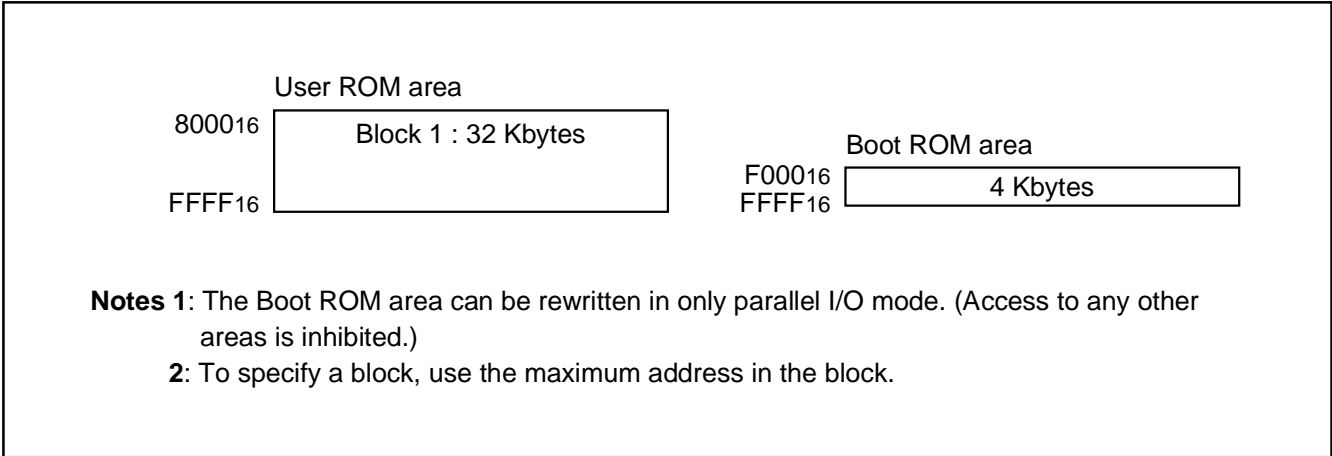 User ROM area
800016
Block 1 : 32 Kbytes
FFFF16
Boot ROM area
F00016
4 Kbytes
FFFF16
Notes 1: The Boot ROM area can be rewritten in only parallel I/O mode. (Access to any other
areas is inhibited.)
2: To specify a block, use the maximum address in the block.